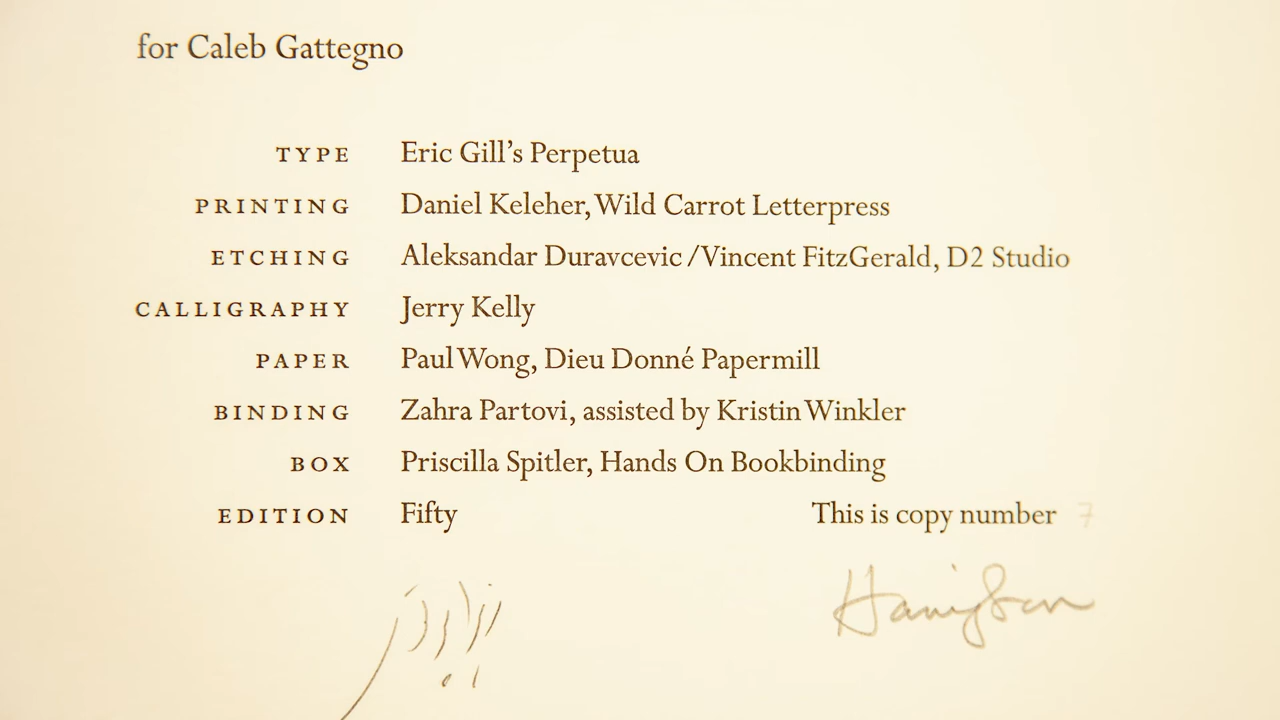 for Caleb Gattegno
TYPE Eric Gill’s Perpetua
PRINTING Daniel Keleher, Wild Carrot Letterpress
ETCHING Aleksandar Duravcevic / Vincent FitzGerald, D2 Studio
CALLIGRAPHY Jerry Kelly
PAPER Paul Wong, Dieu Donné Papermill
BINDING Zahra Partovi, assisted by Kristin Winkler
BOX Priscilla Spitler, Hands On Bookbinding
EDITION Fifty This is copy number 7